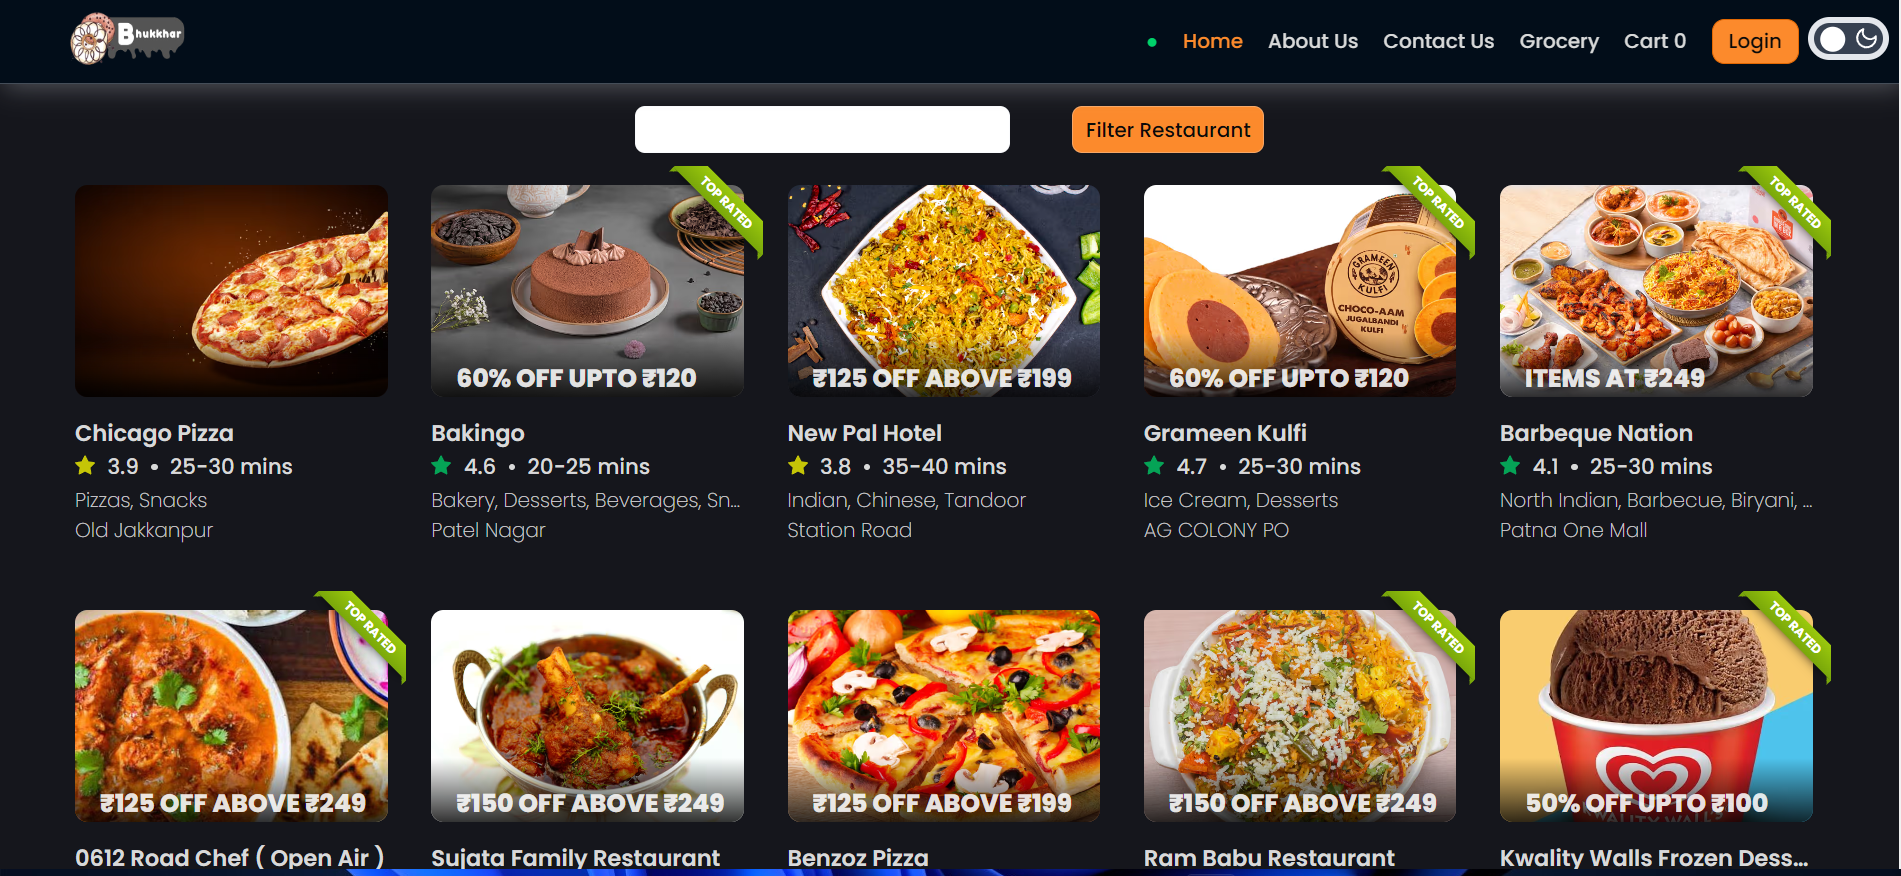 Bhukkhar
Home
About Us
Contact Us
Grocery
Cart 0
Login
Filter Restaurant
TOP RATED
TOP RATED
TOP RATED
GRAMEEN
KULFI
CHOCO-AAM
JUGALBANDI
KULFI
60% OFF UPTO ₹120
₹125 OFF ABOVE ₹199
60% OFF UPTO ₹120
ITEMS AT ₹249
Chicago Pizza
3.9 • 25-30 mins
Pizzas, Snacks
Old Jakkanpur
Bakingo
4.6 • 20-25 mins
Bakery, Desserts, Beverages, Sn...
Patel Nagar
New Pal Hotel
3.8 • 35-40 mins
Indian, Chinese, Tandoor
Station Road
Grameen Kulfi
4.7 • 25-30 mins
Ice Cream, Desserts
AG COLONY PO
Barbeque Nation
4.1 • 25-30 mins
North Indian, Barbecue, Biryani, ...
Patna One Mall
TOP RATED
TOP RATED
TOP RATED
₹125 OFF ABOVE ₹249
₹150 OFF ABOVE ₹249
₹125 OFF ABOVE ₹199
₹150 OFF ABOVE ₹249
50% OFF UPTO ₹100
KWALITY WALL'S
0612 Road Chef ( Open Air )
Sujata Family Restaurant
Benzoz Pizza
Ram Babu Restaurant
Kwality Walls Frozen Dess...